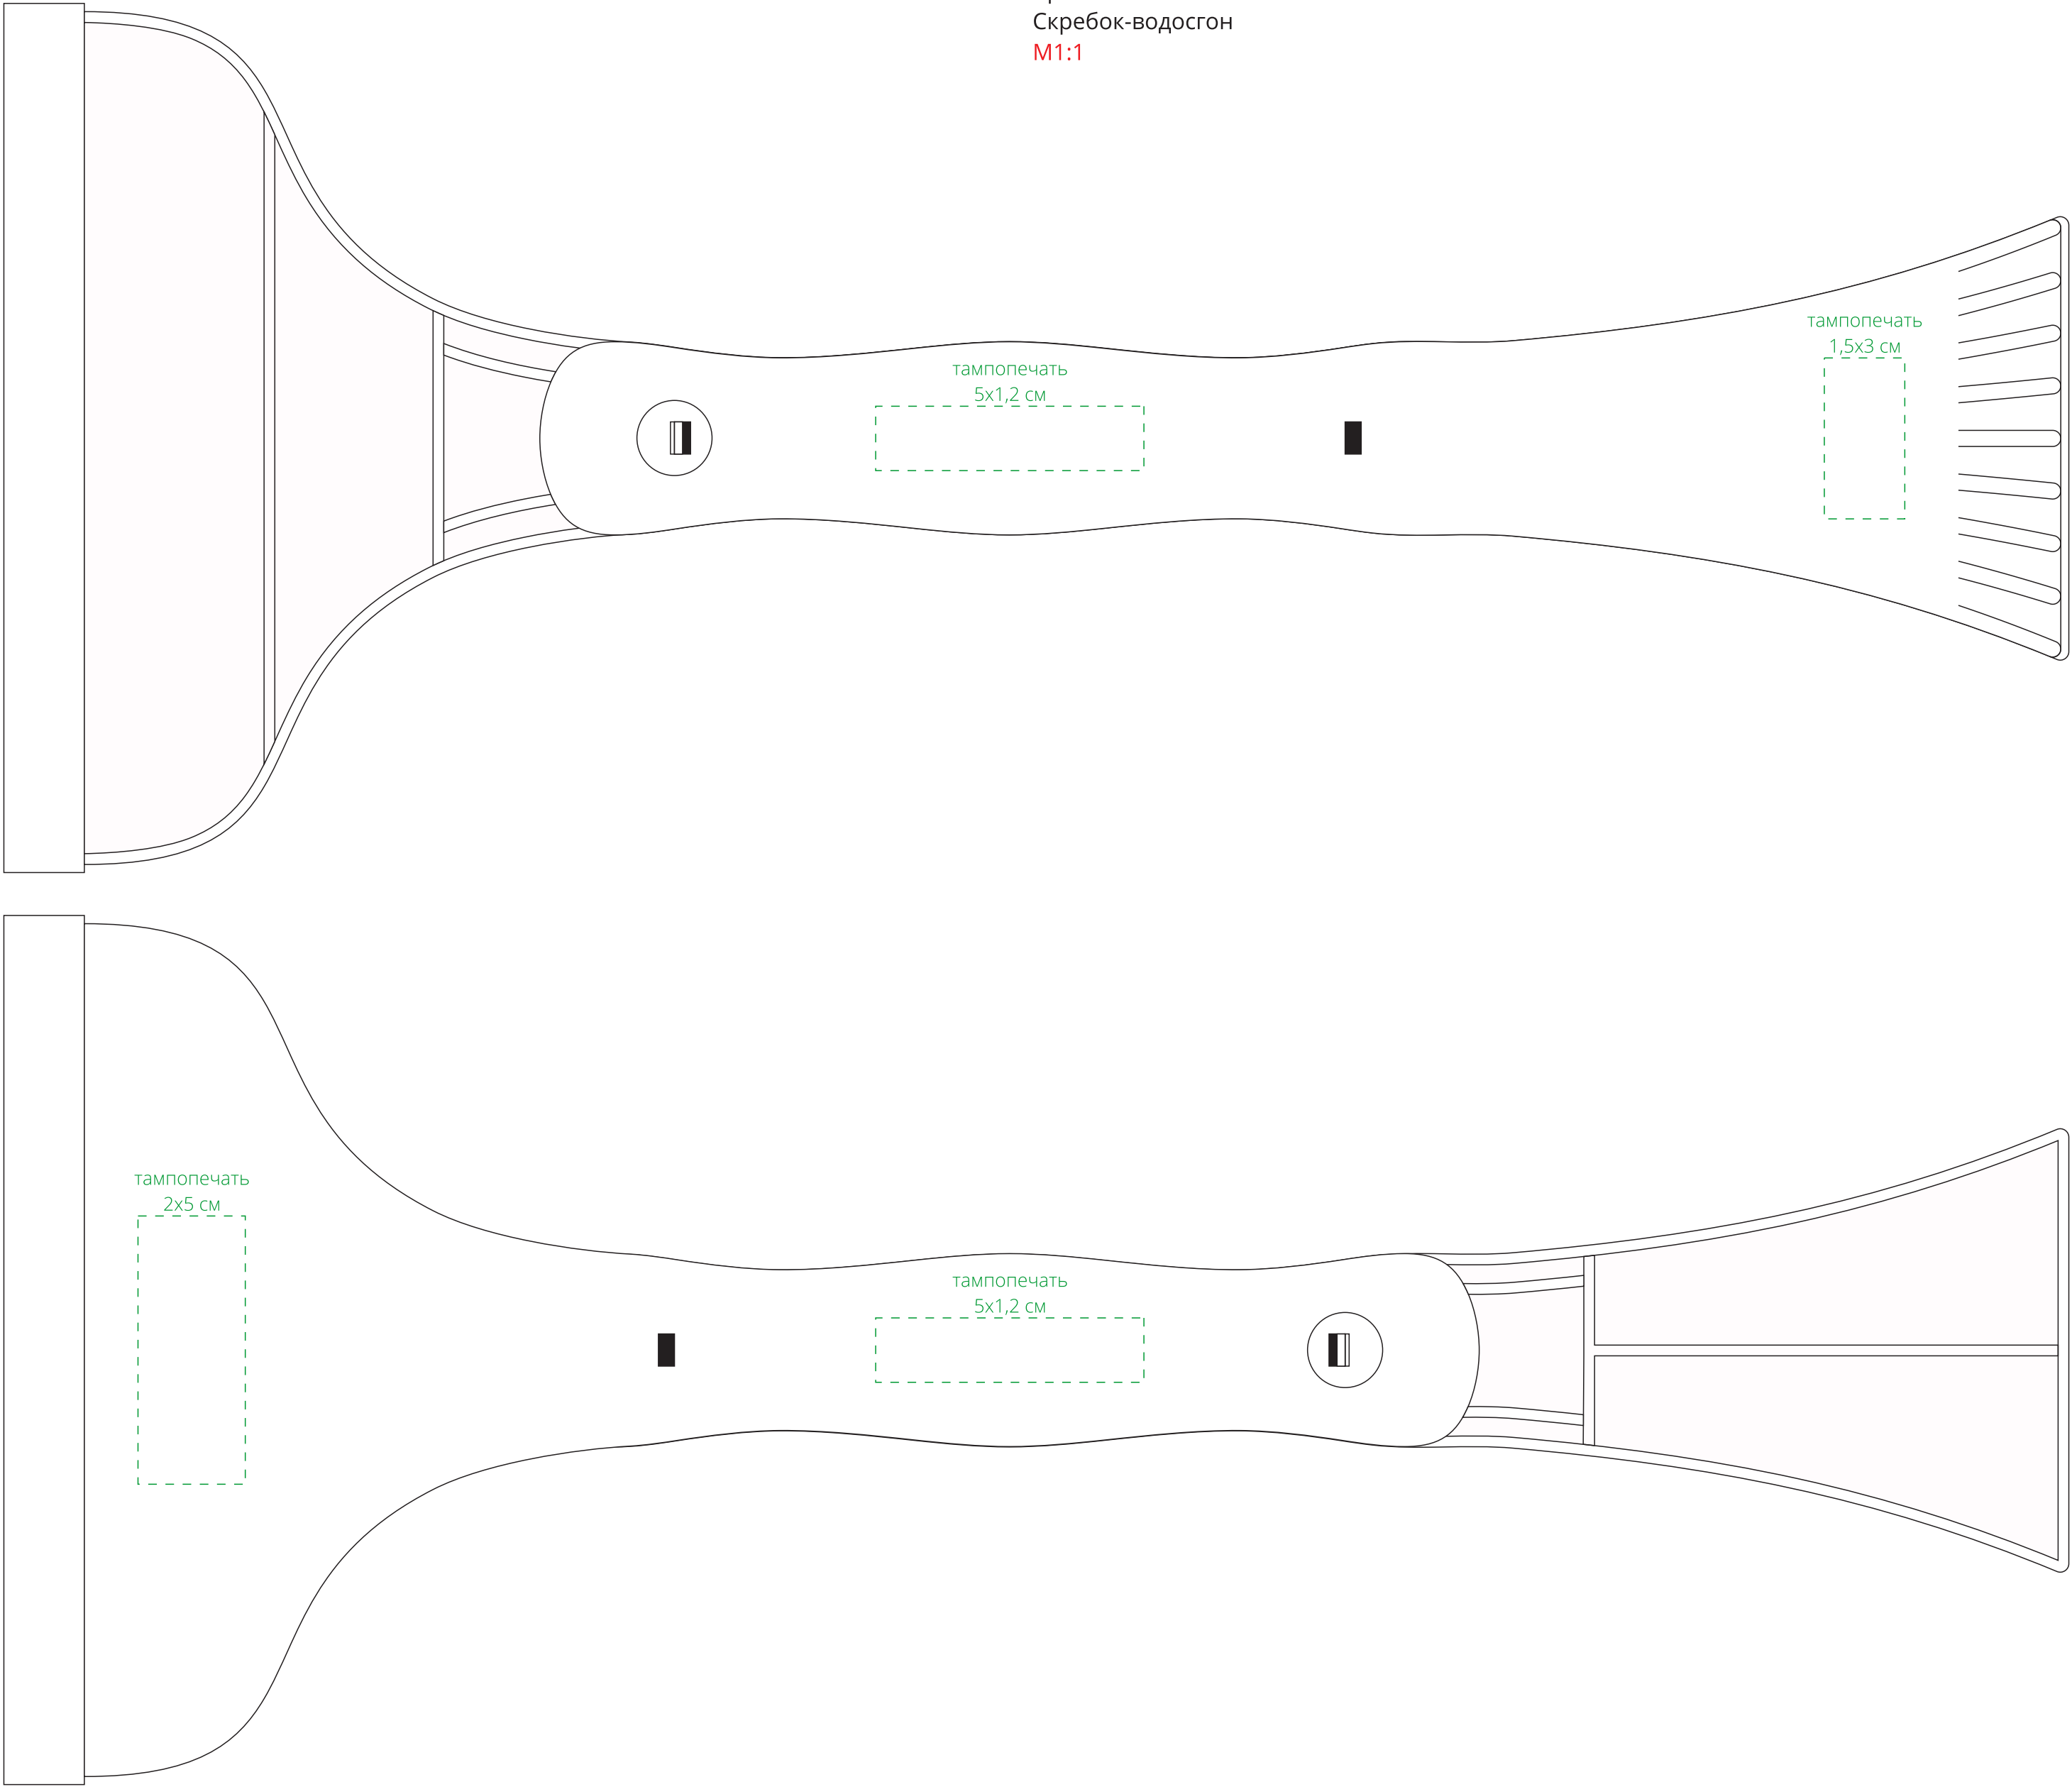 Скребок-водосгон
М1:1
тампопечать
1,5х3 см
тампопечать
5х1,2 см
тампопечать
2х5 см
тампопечать
5х1,2 см